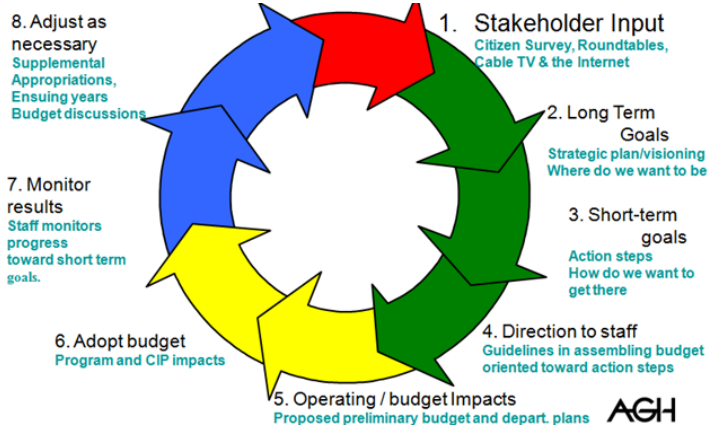 1. Stakeholder Input
Citizen Survey, Roundtables,
Cable TV & the Internet
2. Long Term
Goals
Strategic plan/visioning
Where do we want to be
3. Short-term
goals
Action steps
How do we want to
get there
4. Direction to staff
Guidelines in assembling budget
oriented toward action steps
5. Operating / budget Impacts
Proposed preliminary budget and depart. plans
6. Adopt budget
Program and CIP impacts
7. Monitor
results
Staff monitors
progress
toward short term
goals.
8. Adjust as
necessary
Supplemental
Appropriations,
Ensuing years
Budget discussions
AGH